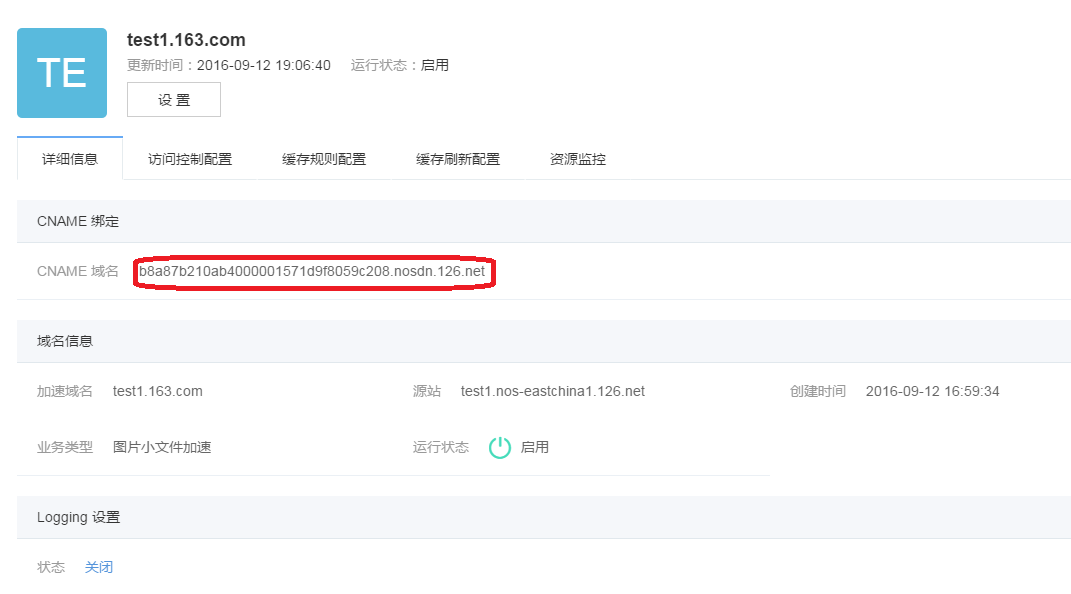 TE
test1.163.com
更新时间：2016-09-12 19:06:40 运行状态：启用
设 置
详细信息 访问控制配置 缓存规则配置 缓存刷新配置 资源监控
CNAME 绑定
CNAME 域名 b8a87b210ab4000001571d9f8059c208.nosdn.126.net
域名信息
加速域名 test1.163.com 源站 test1.nos-eastchina1.126.net 创建时间 2016-09-12 16:59:34
业务类型 图片小文件加速 运行状态 启用
Logging 设置
状态 关闭